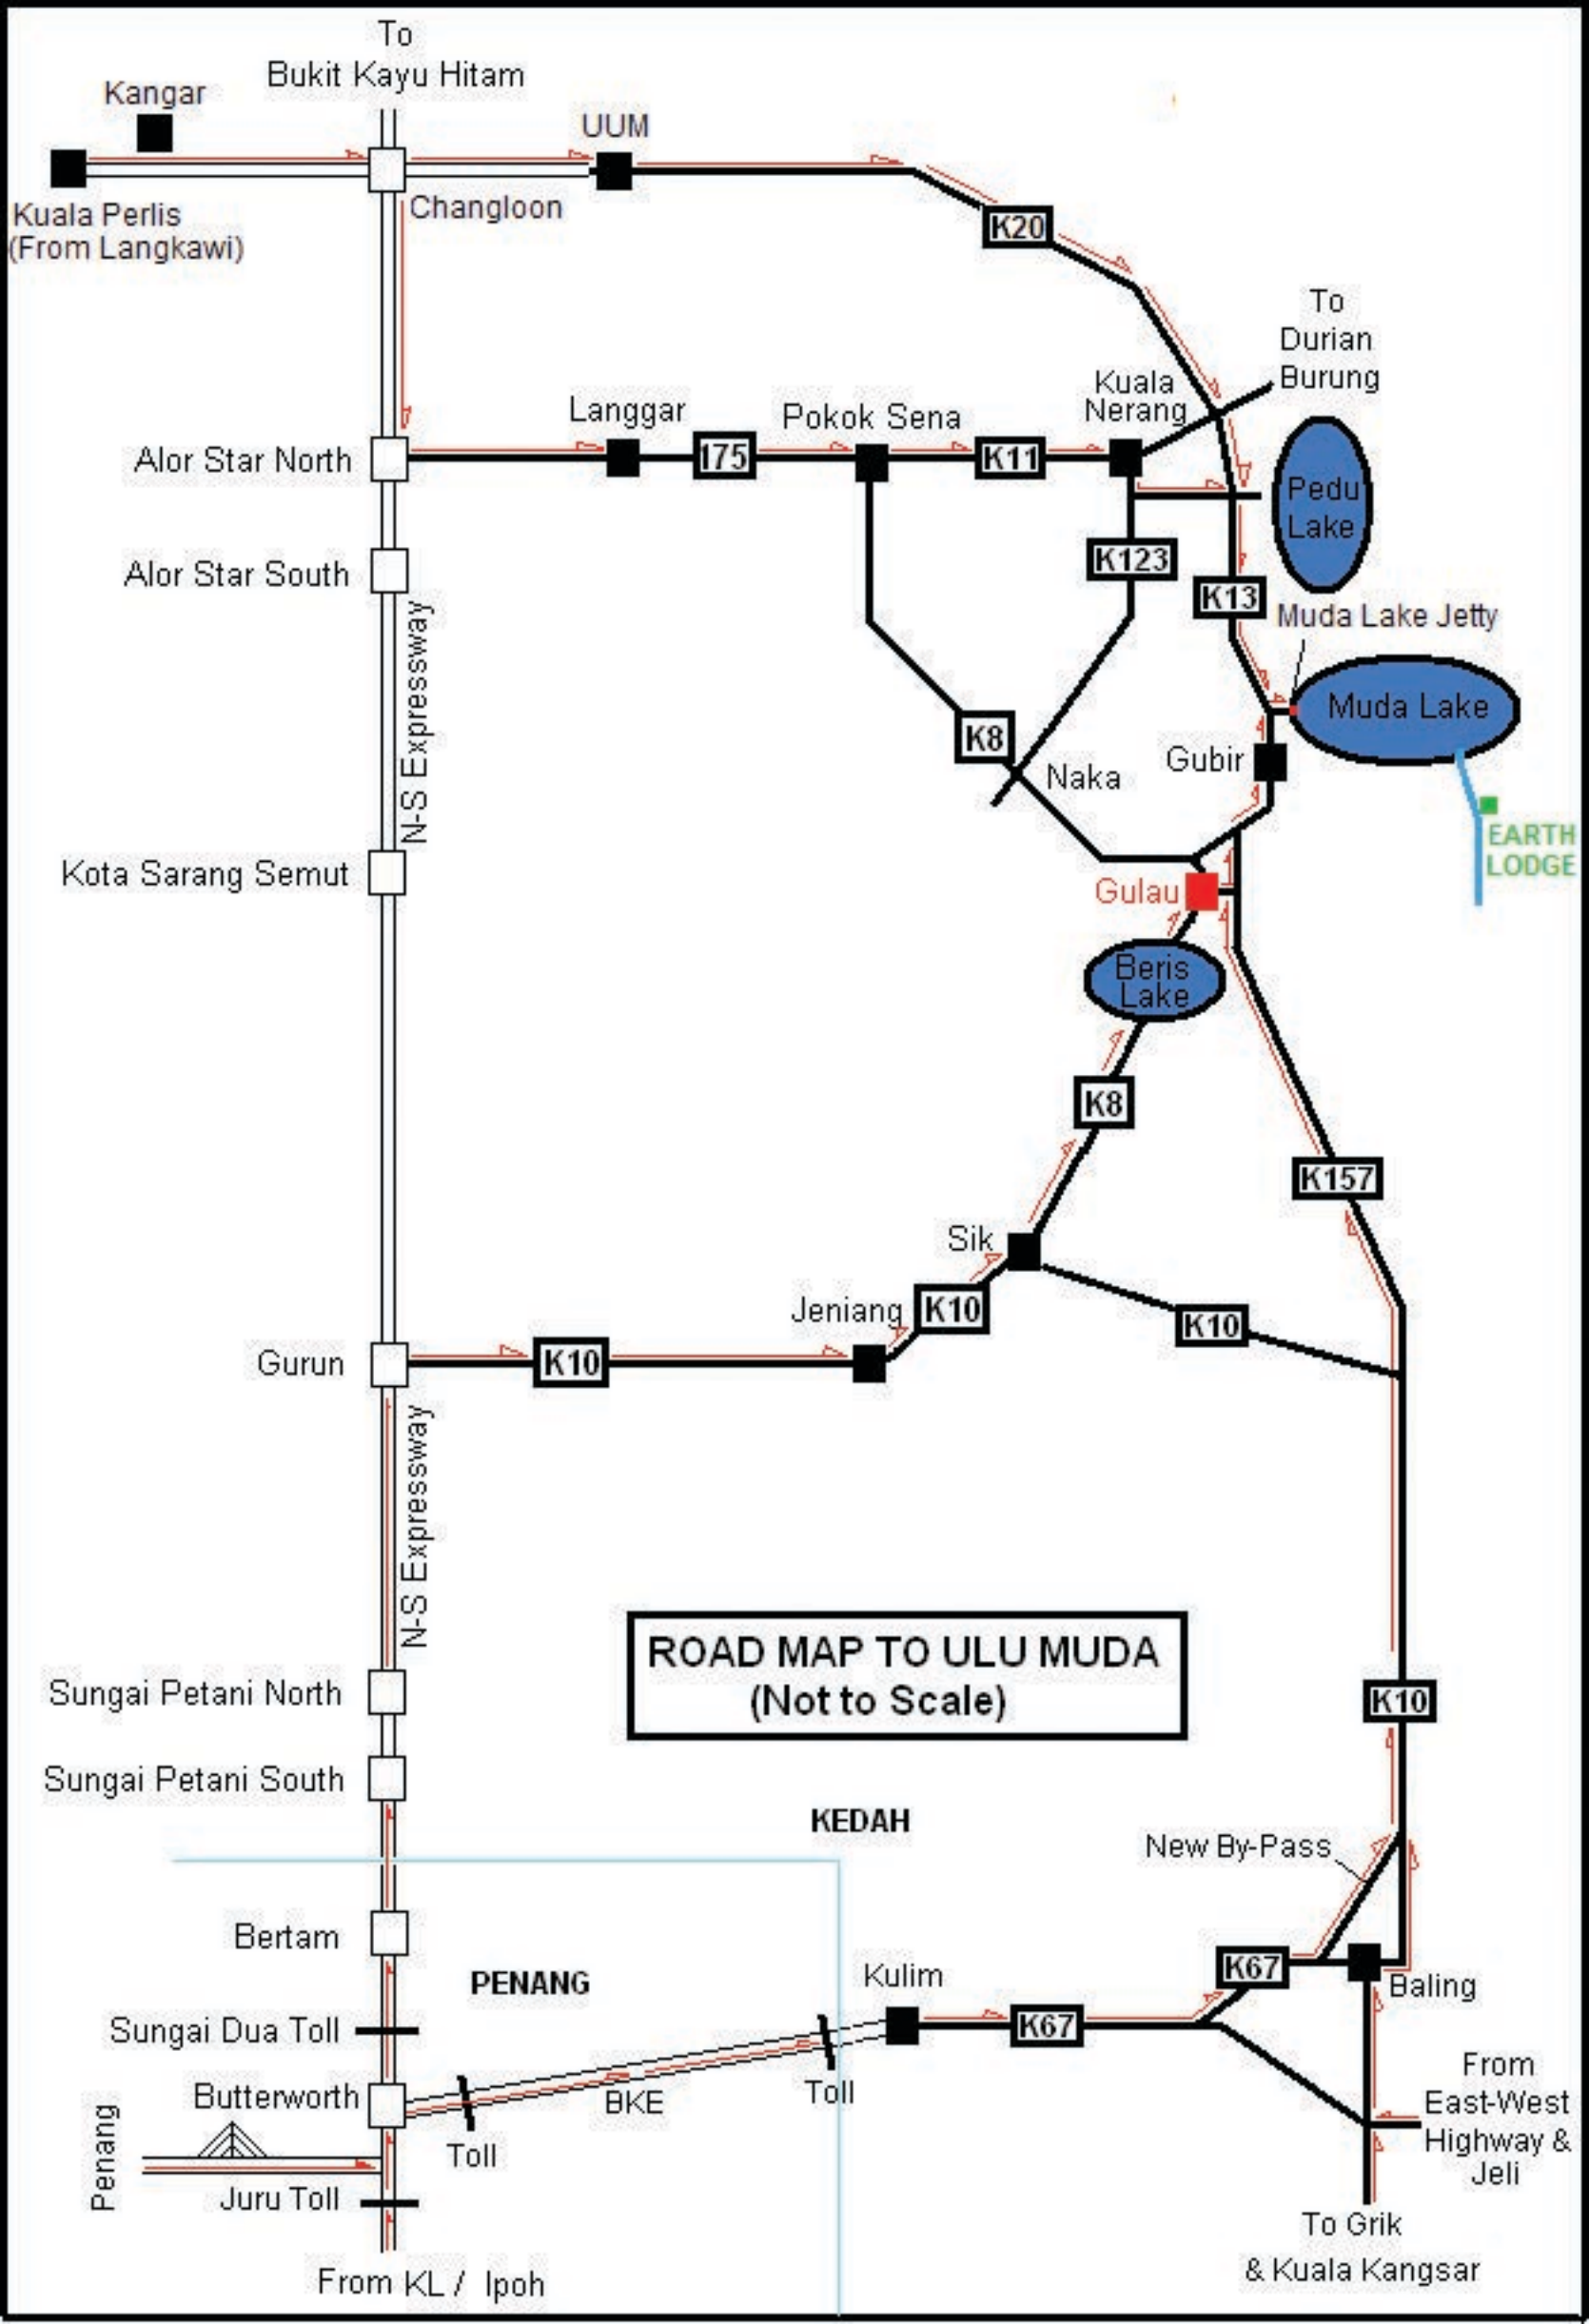 To
Bukit Kayu Hitam
Kangar
UUM
Kuala Perlis
(From Langkawi)
Changloon
K20
To
Durian
Burung
Kuala
Nerang
Langgar
Pokok Sena
Alor Star North
175
K11
Pedu
Lake
Alor Star South
K123
K13
Muda Lake Jetty
N-S Expressway
Muda Lake
K8
Gubir
Naka
EARTH
LODGE
Kota Sarang Semut
Gulau
Beris
Lake
K8
K157
Sik
Jeniang
K10
K10
Gurun
K10
N-S Expressway
ROAD MAP TO ULU MUDA
(Not to Scale)
Sungai Petani North
K10
Sungai Petani South
KEDAH
New By-Pass
Bertam
PENANG
Kulim
K67
Baling
Sungai Dua Toll
K67
From
East-West
Highway &
Jeli
Butterworth
BKE
Toll
Toll
Penang
Juru Toll
To Grik
& Kuala Kangsar
From KL / Ipoh